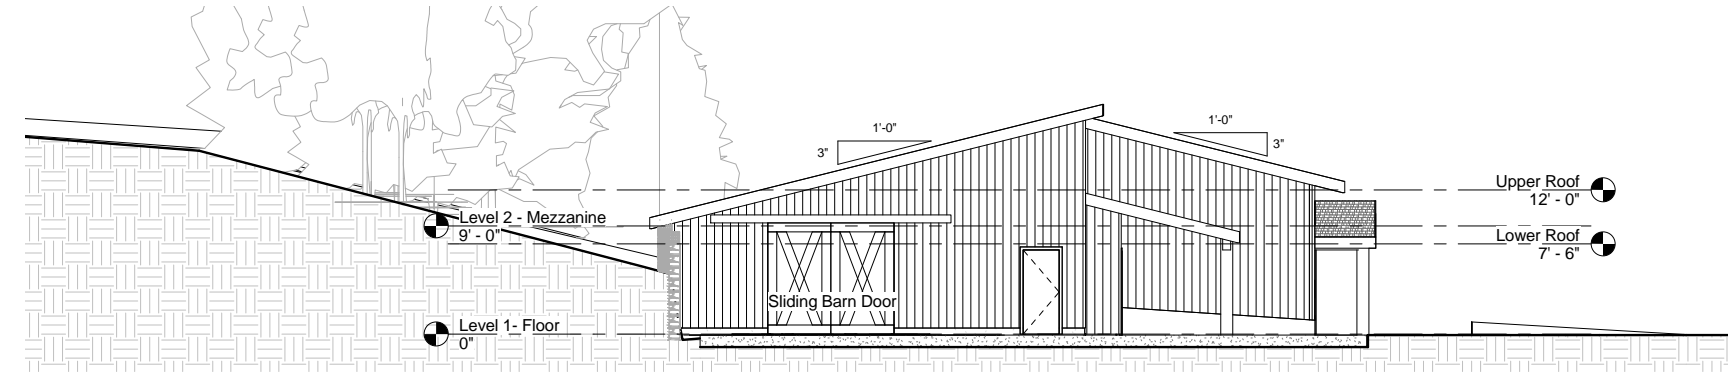 1'-0"
3"
1'-0"
3"
Upper Roof
12' - 0"
Level 2 - Mezzanine
9' - 0"
Lower Roof
7' - 6"
Sliding Barn Door
Level 1- Floor
0"